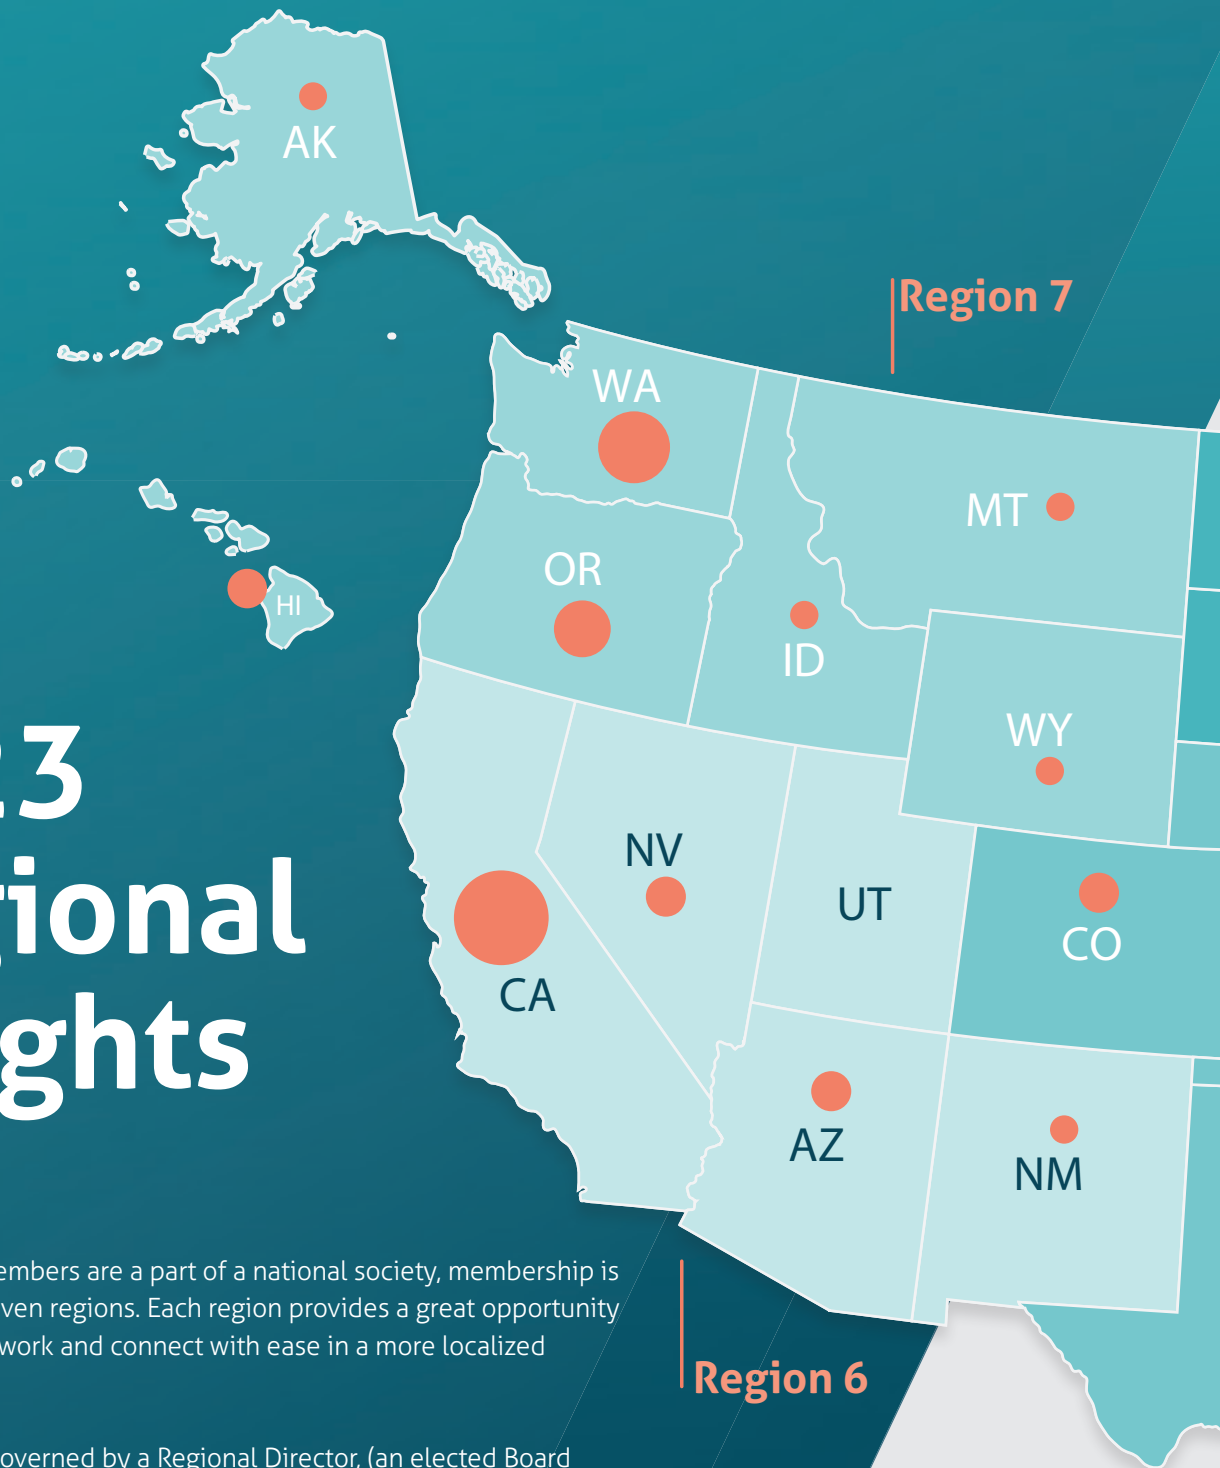 AK
Region 7
WA
MT
OR
HI
ID
WY
3
gional
ghts
NV
UT
CO
CA
AZ
NM
embers are a part of a national society, membership is
ven regions. Each region provides a great opportunity
work and connect with ease in a more localized
Region 6
overned by a Regional Director, (an elected Board